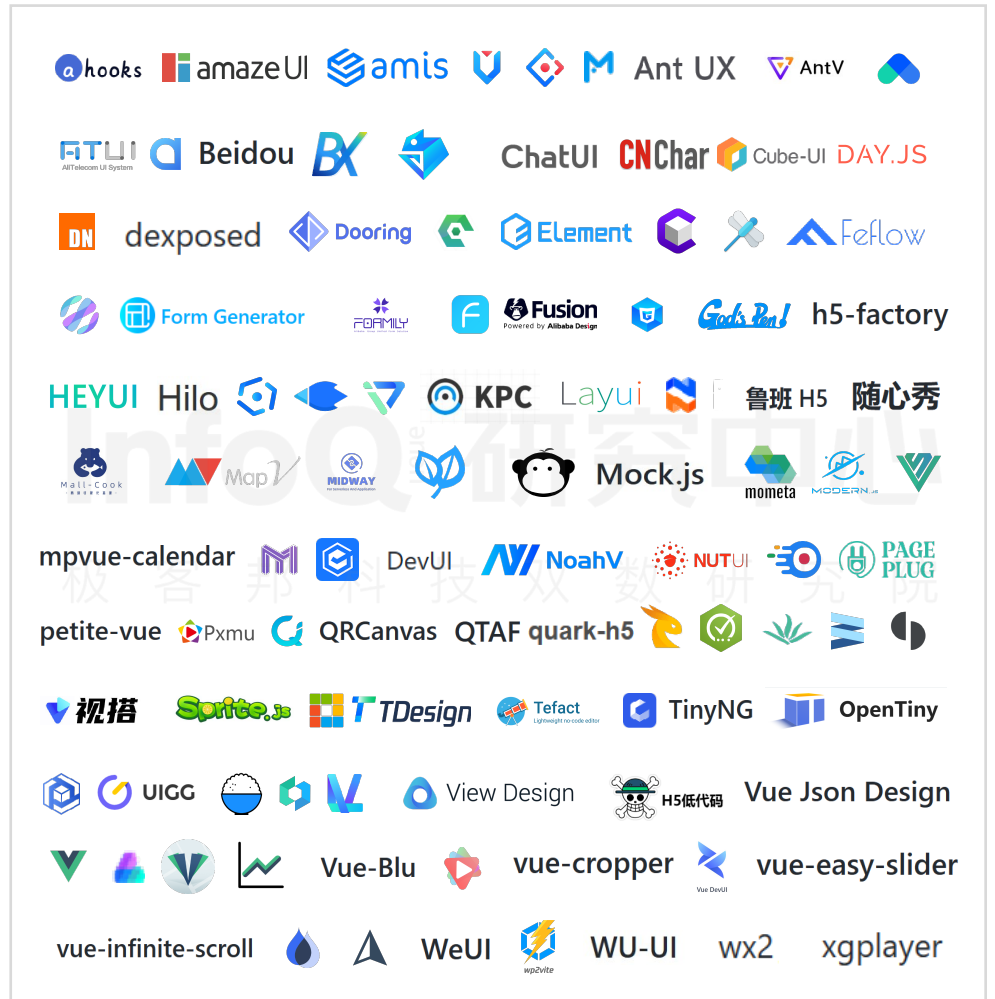 ahooks amazeUI amis Ant UX AntV
ATUI AllTelecom UI System Beidou BX ChatUI CNChar Cube-UI DAY.JS
DN dexposed Dooring Element Feflow
Form Generator FOAMILY Fusion Powered by Alibaba Design God's Pen! h5-factory
HEYUI Hilo KPC Layui 鲁班 H5 随心秀
InfoQ 研究中心
Mall-Cook MapV MIDWAY Mock.js mometa MODERN.JS
mpvue-calendar DevUI NoahV NUTUI PAGE PLUG
极客邦科技双数研究院
petite-vue Pxmu QRCanvas QTAF quark-h5
视搭 Sprite.js TDesign Tefact Lightweight no-code editor TinyNG OpenTiny
UIGG View Design H5低代码 Vue Json Design
Vue-Blu vue-cropper Vue DevUI vue-easy-slider
vue-infinite-scroll WeUI wp2vite WU-UI wx2 xgplayer